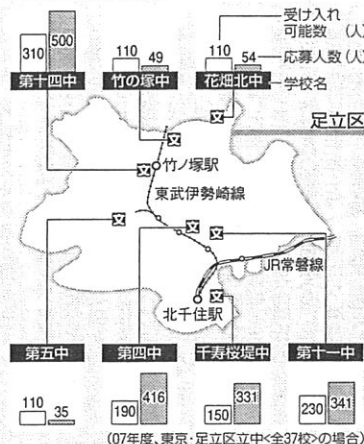 310 500
第十四中
110 49
竹の塚中
110 54
花畑北中
受け入れ
可能数 (人)
応募人数(人)
学校名
足立区
竹ノ塚駅
東武伊勢崎線
JR常磐線
北千住駅
第五中
110 35
第四中
190 416
千寿桜堤中
150 331
第十一中
230 341
(07年度、東京・足立区立中<全37校>の場合)